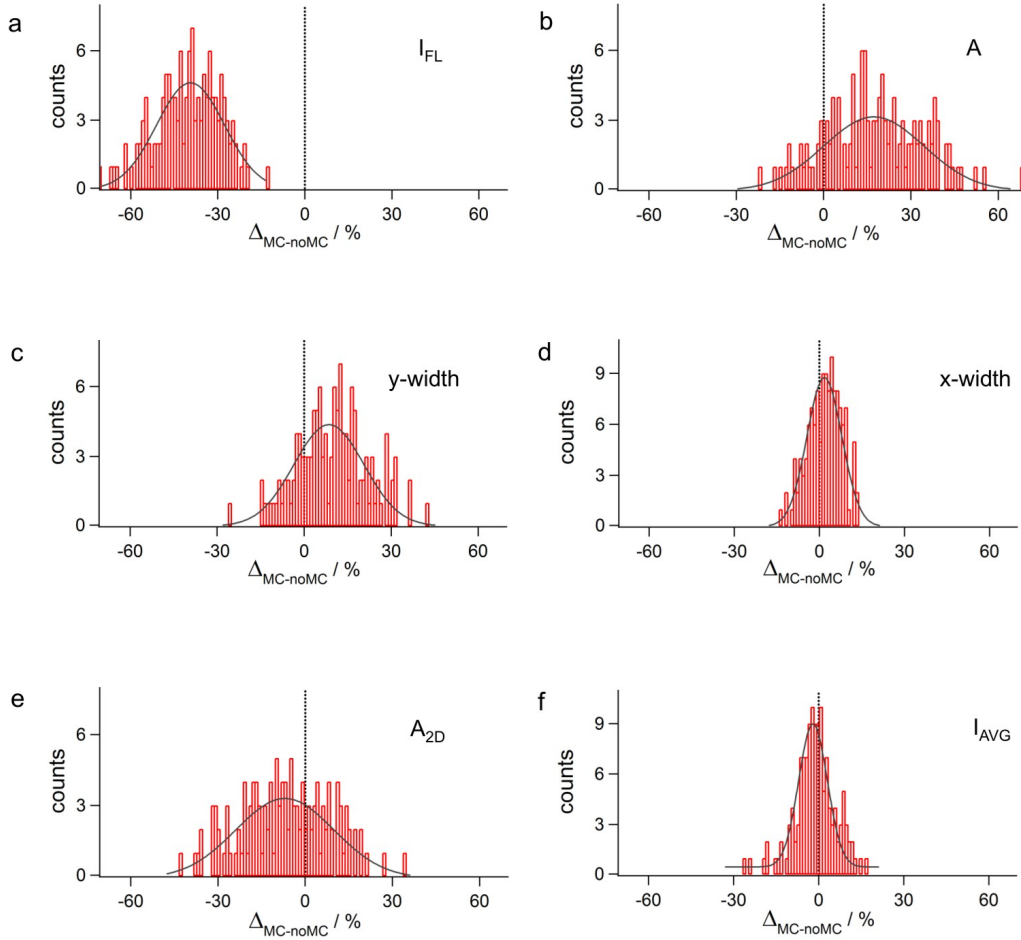 a
I_FL
counts
6
3
0
-60 -30 0 30 60
Δ_MC-noMC / %
b
A
counts
6
3
0
-60 -30 0 30 60
Δ_MC-noMC / %
c
y-width
counts
6
3
0
-60 -30 0 30 60
Δ_MC-noMC / %
d
x-width
counts
9
6
3
0
-60 -30 0 30 60
Δ_MC-noMC / %
e
A_2D
counts
6
3
0
-60 -30 0 30 60
Δ_MC-noMC / %
f
I_AVG
counts
9
6
3
0
-60 -30 0 30 60
Δ_MC-noMC / %